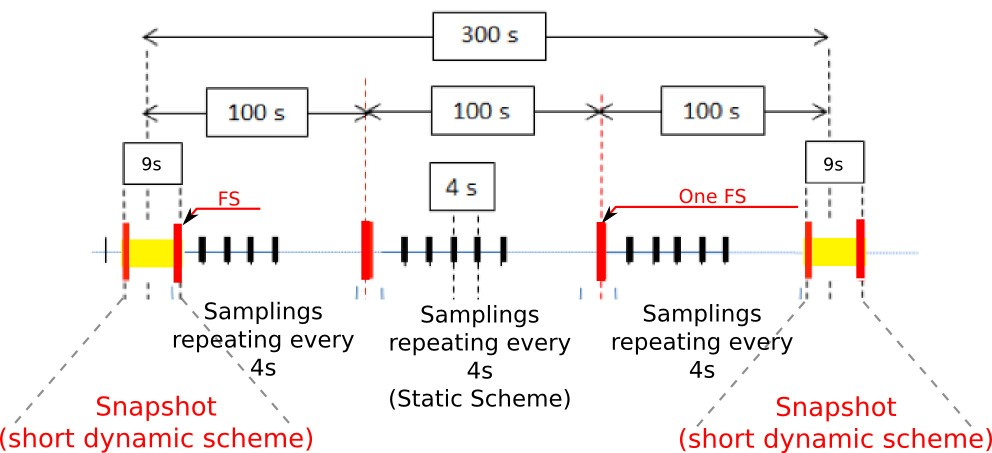 300 s
100 s
100 s
100 s
9s
4 s
9s
FS
One FS
Samplings
repeating every
4s
Samplings
repeating every
4s
(Static Scheme)
Samplings
repeating every
4s
Snapshot
(short dynamic scheme)
Snapshot
(short dynamic scheme)